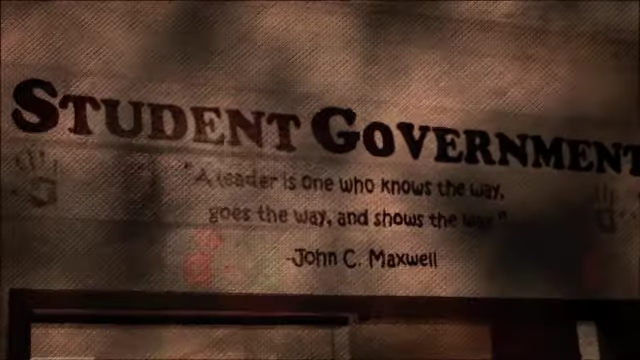 STUDENT GOVERNMENT
"A leader is one who knows the way,
goes the way, and shows the way."
-John C. Maxwell